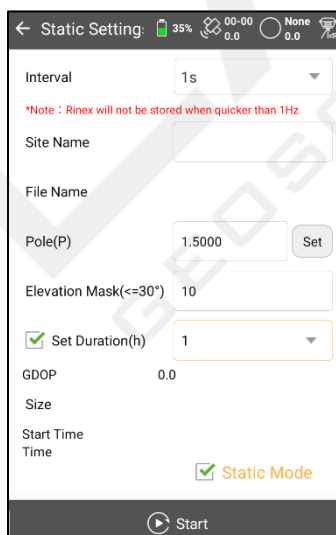 ← Static Setting: 35% 00-00 0.0 None 0.0
Interval 1s
*Note：Rinex will not be stored when quicker than 1Hz
Site Name
File Name
Pole(P) 1.5000 Set
Elevation Mask(<=30°) 10
Set Duration(h) 1
GDOP 0.0
Size
Start Time
Time
Static Mode
Start
GEOS